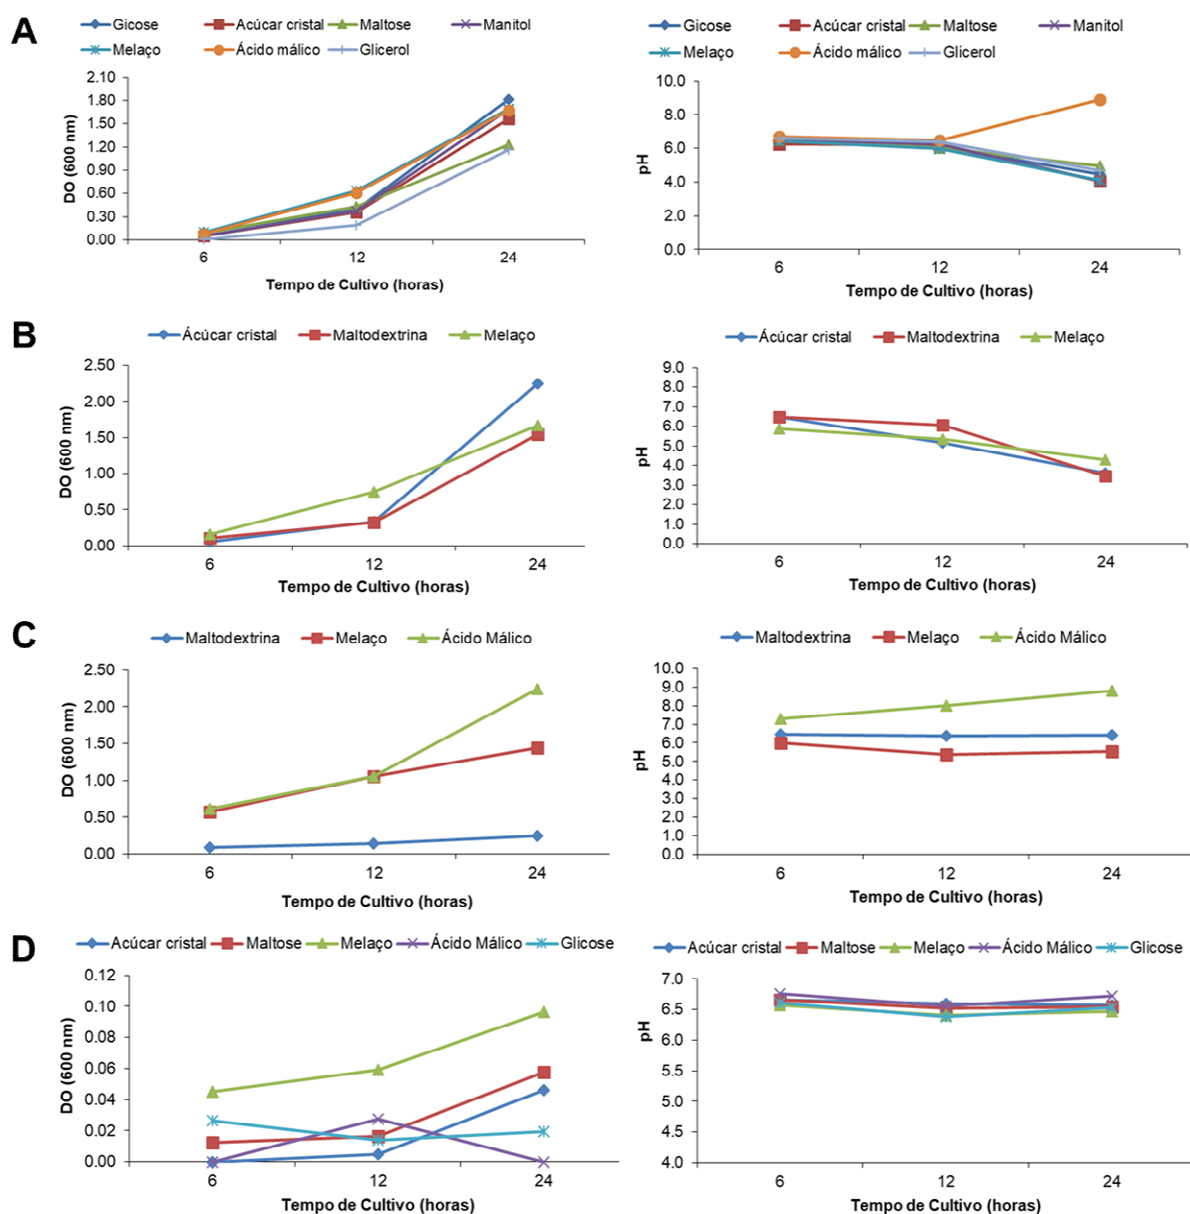 A
Gicose Açúcar cristal Maltose Manitol
Melaço Ácido málico Glicerol
2.10
1.80
1.50
1.20
0.90
0.60
0.30
0.00
DO (600 nm)
6 12 24
Tempo de Cultivo (horas)
Gicose Açúcar cristal Maltose Manitol
Melaço Ácido málico Glicerol
10.0
8.0
6.0
4.0
2.0
0.0
pH
6 12 24
Tempo de Cultivo (horas)
B
Ácúcar cristal Maltodextrina Melaço
2.50
2.00
1.50
1.00
0.50
0.00
DO (600 nm)
6 12 24
Tempo de Cultivo (horas)
Ácúcar cristal Maltodextrina Melaço
9.0
8.0
7.0
6.0
5.0
4.0
3.0
2.0
1.0
0.0
pH
6 12 24
Tempo de Cultivo (horas)
C
Maltodextrina Melaço Ácido Málico
2.50
2.00
1.50
1.00
0.50
0.00
DO (600 nm)
6 12 24
Tempo de Cultivo (horas)
Maltodextrina Melaço Ácido Málico
10.0
9.0
8.0
7.0
6.0
5.0
4.0
3.0
2.0
1.0
0.0
pH
6 12 24
Tempo de Cultivo (horas)
D
Acúcar cristal Maltose Melaço Ácido Málico Glicose
0.12
0.10
0.08
0.06
0.04
0.02
0.00
DO (600 nm)
6 12 24
Tempo de Cultivo (horas)
Acúcar cristal Maltose Melaço Ácido Málico Glicose
7.0
6.5
6.0
5.5
5.0
4.5
4.0
pH
6 12 24
Tempo de Cultivo (horas)